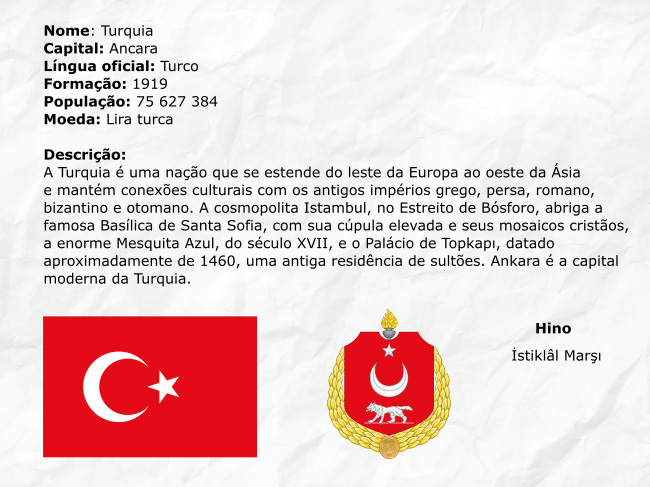 Nome: Turquia
Capital: Ancara
Língua oficial: Turco
Formação: 1919
População: 75 627 384
Moeda: Lira turca
Descrição:
A Turquia é uma nação que se estende do leste da Europa ao oeste da Ásia
e mantém conexões culturais com os antigos impérios grego, persa, romano,
bizantino e otomano. A cosmopolita Istambul, no Estreito de Bósforo, abriga a
famosa Basílica de Santa Sofia, com sua cúpula elevada e seus mosaicos cristãos,
a enorme Mesquita Azul, do século XVII, e o Palácio de Topkapı, datado
aproximadamente de 1460, uma antiga residência de sultões. Ankara é a capital
moderna da Turquia.
Hino
İstiklâl Marşı